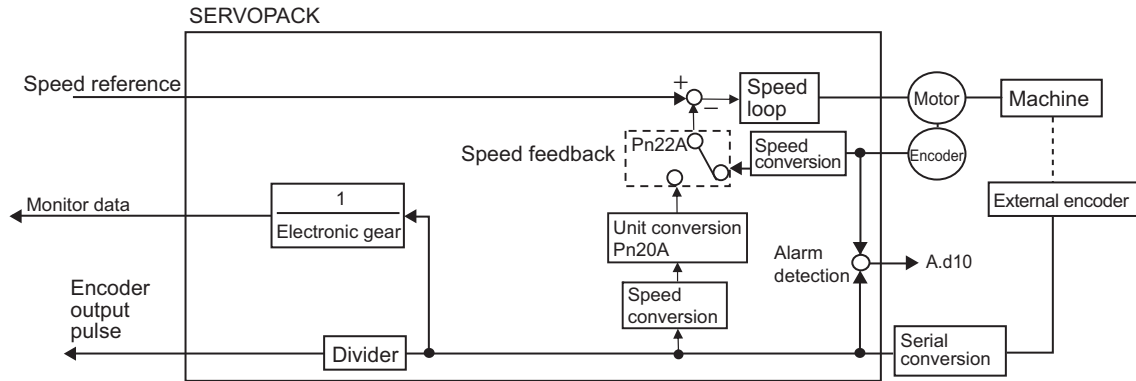 SERVOPACK
Speed reference
+
−
Speed
loop
Motor
Machine
Speed feedback
Pn22A
Speed
conversion
Encoder
Monitor data
1
Electronic gear
Unit conversion
Pn20A
External encoder
Alarm
detection
A.d10
Encoder
output
pulse
Speed
conversion
Divider
Serial
conversion